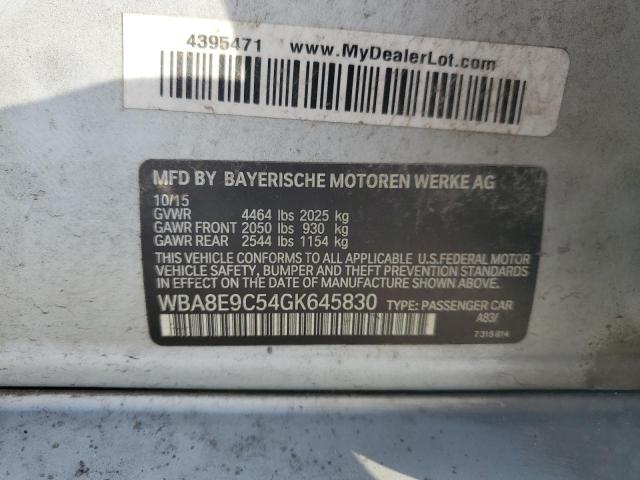 4395471 www.MyDealerLot.com
MFD BY BAYERISCHE MOTOREN WERKE AG
10/15
GVWR 4464 lbs 2025 kg
GAWR FRONT 2050 lbs 930 kg
GAWR REAR 2544 lbs 1154 kg
THIS VEHICLE CONFORMS TO ALL APPLICABLE U.S.FEDERAL MOTOR
VEHICLE SAFETY, BUMPER AND THEFT PREVENTION STANDARDS
IN EFFECT ON THE DATE OF MANUFACTURE SHOWN ABOVE.
WBA8E9C54GK645830 TYPE: PASSENGER CAR
A83/